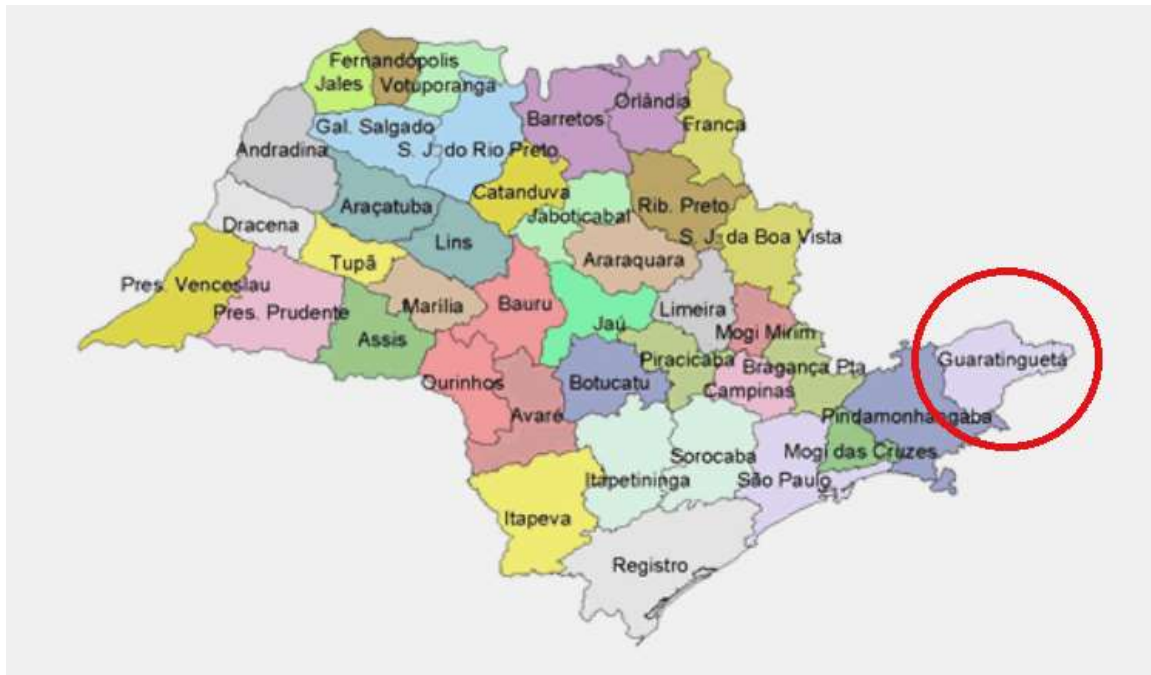 Fernandópolis
Jales
Votuporanga
Orlândia
Barretos
Franca
Gal. Salgado
Andradina
S. J. do Rio Preto
Catanduva
Araçatuba
Jaboticabal
Rib. Preto
Dracena
Lins
S. J. da Boa Vista
Tupã
Araraquara
Pres. Venceslau
Marília
Bauru
Limeira
Pres. Prudente
Jaú
Mogi Mirim
Assis
Piracicaba
Bragança Pta
Guaratinguetá
Ourinhos
Botucatu
Campinas
Avaré
Pindamonhangaba
Sorocaba
Mogi das Cruzes
Itapetininga
São Paulo
Itapeva
Registro